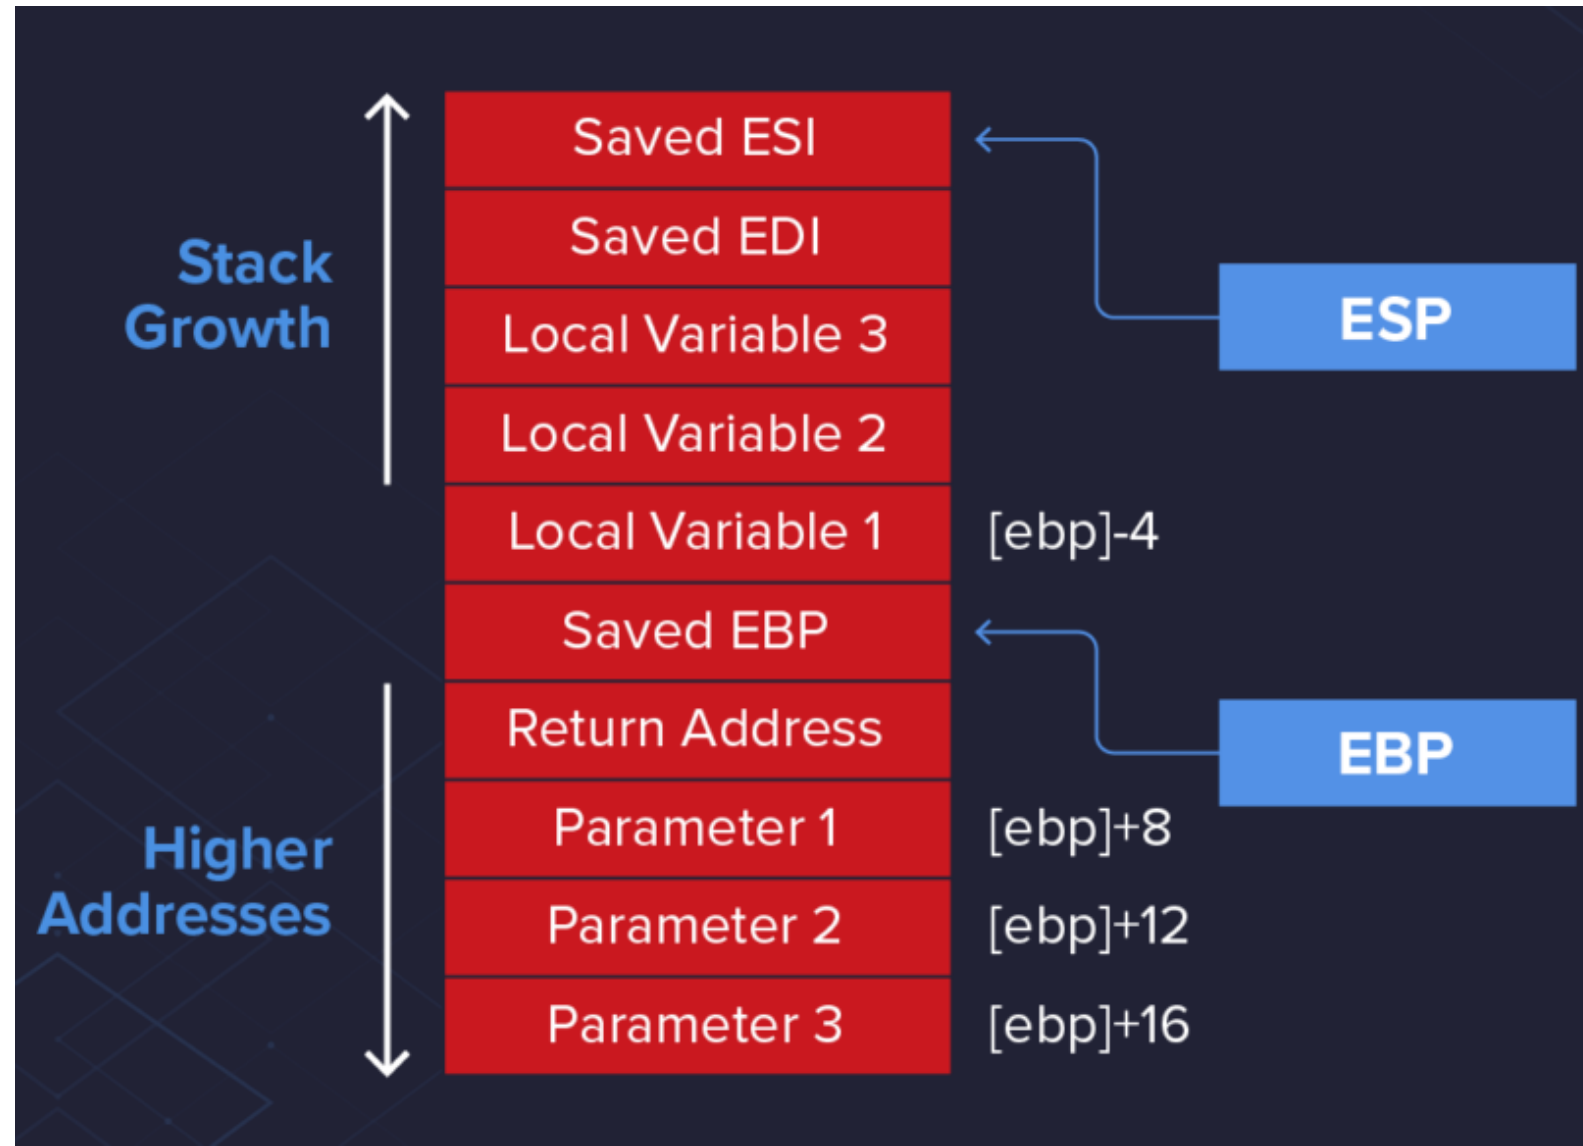 Saved ESI
Saved EDI
Stack
Growth
Local Variable 3
ESP
Local Variable 2
Local Variable 1 [ebp]-4
Saved EBP
Return Address
EBP
Parameter 1 [ebp]+8
Higher
Addresses
Parameter 2 [ebp]+12
Parameter 3 [ebp]+16